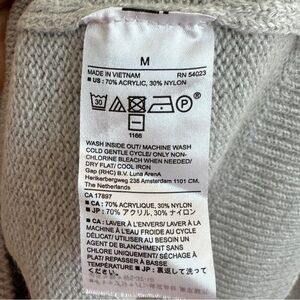 M
MADE IN VIETNAM RN 54023
■ US: 70% ACRYLIC, 30% NYLON
30 P
1166
WASH INSIDE OUT/ MACHINE WASH
COLD GENTLE CYCLE/ ONLY NON-
CHLORINE BLEACH WHEN NEEDED/
DRY FLAT/ COOL IRON
Gap (RHC) B.V. Luna ArenA
Herikerbergweg 238 Amsterdam 1101 CM.
The Netherlands
CA 17897
■ CA : 70% ACRYLIQUE, 30% NYLON
■ JP : 70% アクリル, 30% ナイロン
■ CA : LAVER À L'ENVERS/ LAVER À LA
MACHINE À L'EAU FROIDE AU CYCLE
DÉLICAT/ UTILISER AU BESOIN UN
AGENT DE BLANCHIMENT SANS
CHLORE UNIQUEMENT/ SÉCHER À
PLAT/ REPASSER À BASSE
TEMPÉRATURE ■ JP : 裏返して洗って
ください。